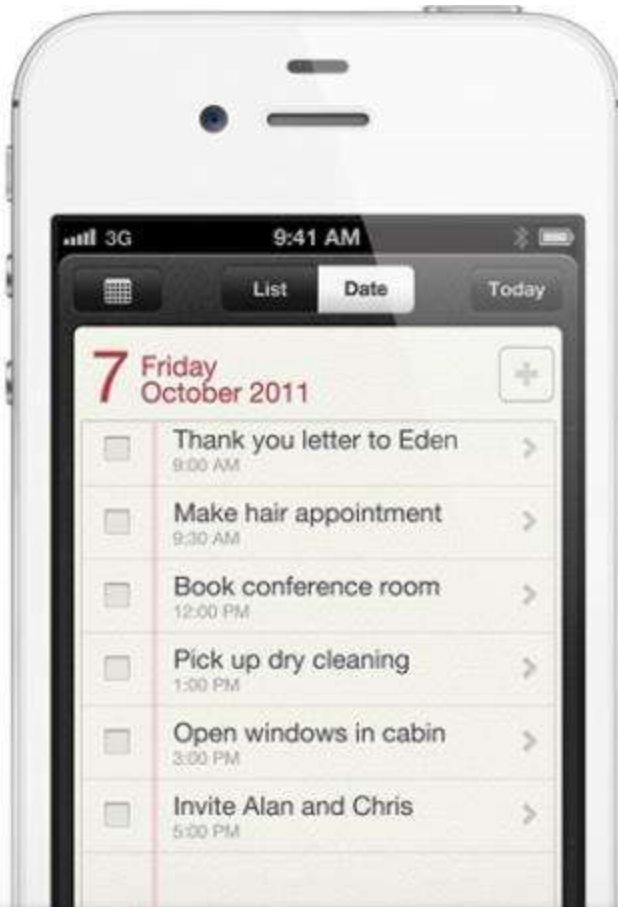 3G
9:41 AM
List
Date
Today
7
Friday
October 2011
Thank you letter to Eden
9:00 AM
Make hair appointment
9:30 AM
Book conference room
12:00 PM
Pick up dry cleaning
1:00 PM
Open windows in cabin
3:00 PM
Invite Alan and Chris
5:00 PM